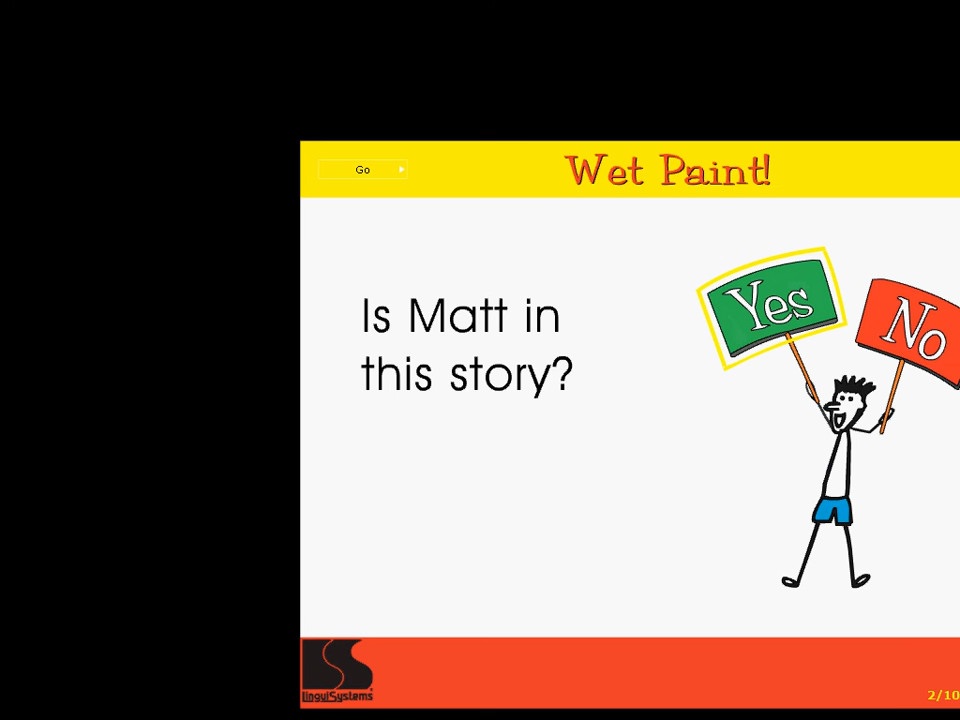 Go
Wet Paint!
Yes
No
Is Matt in
this story?
LinguiSystems
2/10